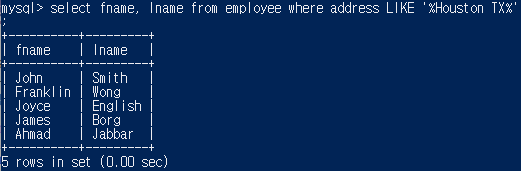 mysql> select fname, lname from employee where address LIKE '%Houston TX%'
;
+----------+---------+
| fname    | lname   |
+----------+---------+
| John     | Smith   |
| Franklin | Wong    |
| Joyce    | English |
| James    | Borg    |
| Ahmad    | Jabbar  |
+----------+---------+
5 rows in set (0.00 sec)